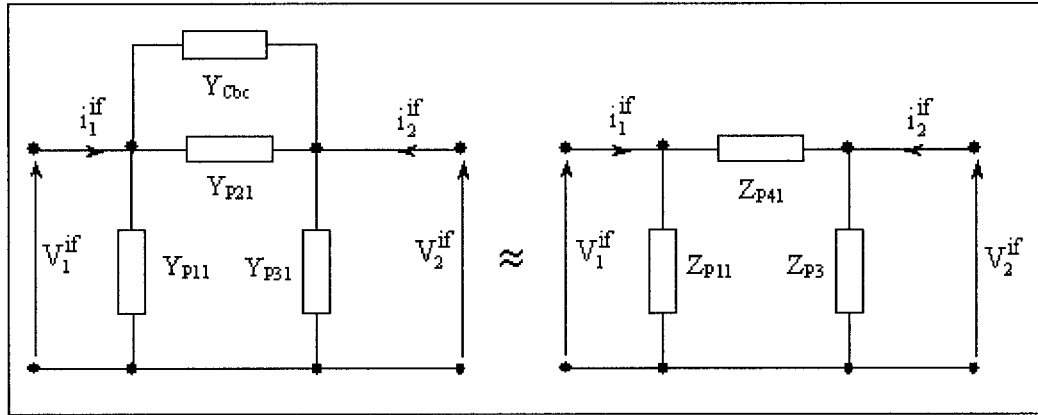 Y_Cbc
i_1^if
i_2^if
Y_P21
V_1^if
Y_P11
Y_P31
V_2^if
≈
i_1^if
i_2^if
Z_P41
V_1^if
Z_P11
Z_P3
V_2^if